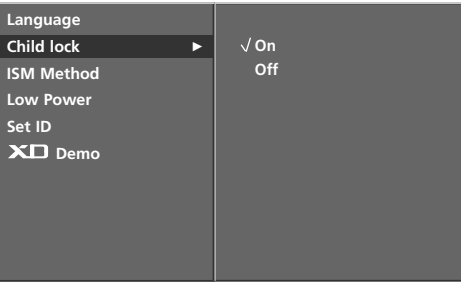 Language
Child lock ►
ISM Method
Low Power
Set ID
XD Demo
√ On
Off